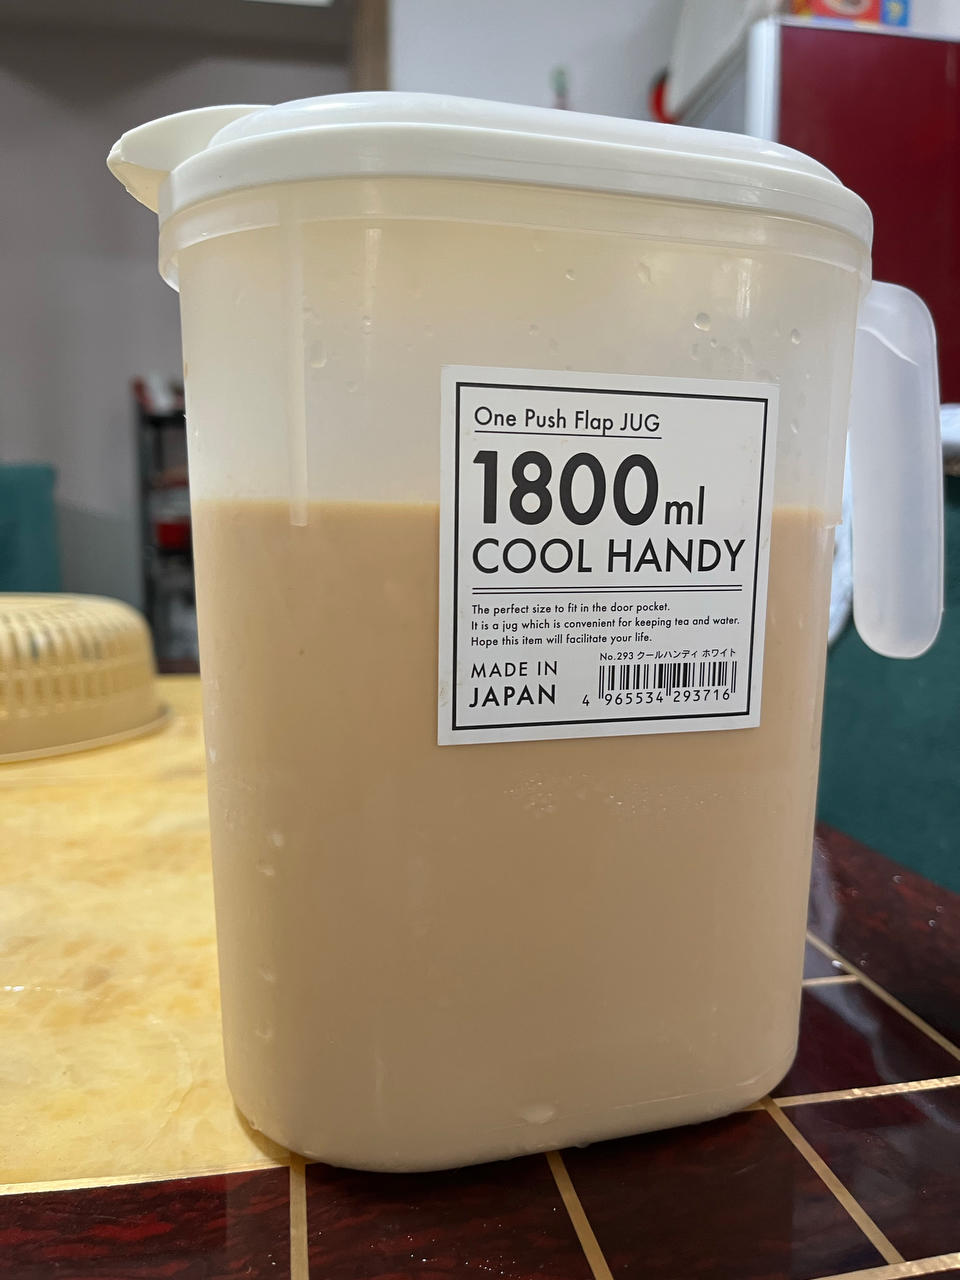 One Push Flap JUG
1800ml
COOL HANDY
The perfect size to fit in the door pocket.
It is a jug which is convenient for keeping tea and water.
Hope this item will facilitate your life.
MADE IN
JAPAN
No.293 クールハンディ ホワイト
4 965534 293716